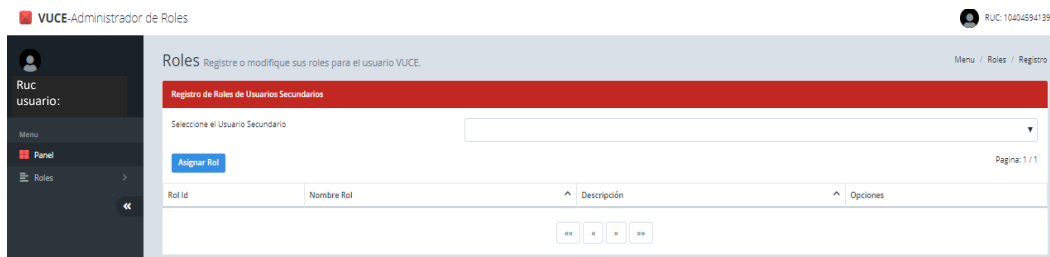 VUCE-Administrador de Roles
RUC: 10404594139
Ruc
usuario:
Menu
Panel
Roles
Roles Registre o modifique sus roles para el usuario VUCE.
Menu / Roles / Registro
Registro de Roles de Usuarios Secundarios
Seleccione el Usuario Secundario
Asignar Rol
Pagina: 1 / 1
Rol Id Nombre Rol Descripción Opciones
«« « » »»